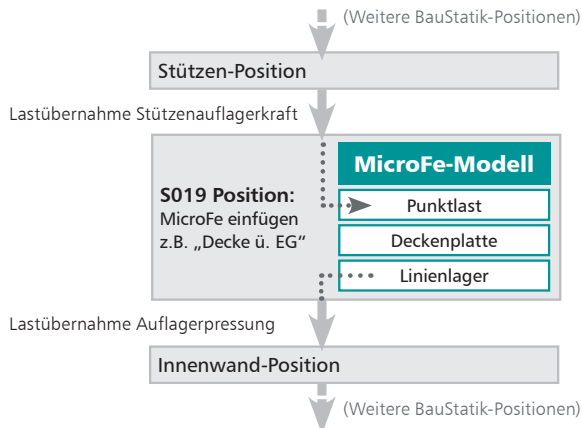 (Weitere BauStatik-Positionen)
Stützen-Position
Lastübernahme Stützenauflagerkraft
MicroFe-Modell
S019 Position:
MicroFe einfügen
z.B. „Decke ü. EG“
Punktlast
Deckenplatte
Linienlager
Lastübernahme Auflagerpressung
Innenwand-Position
(Weitere BauStatik-Positionen)